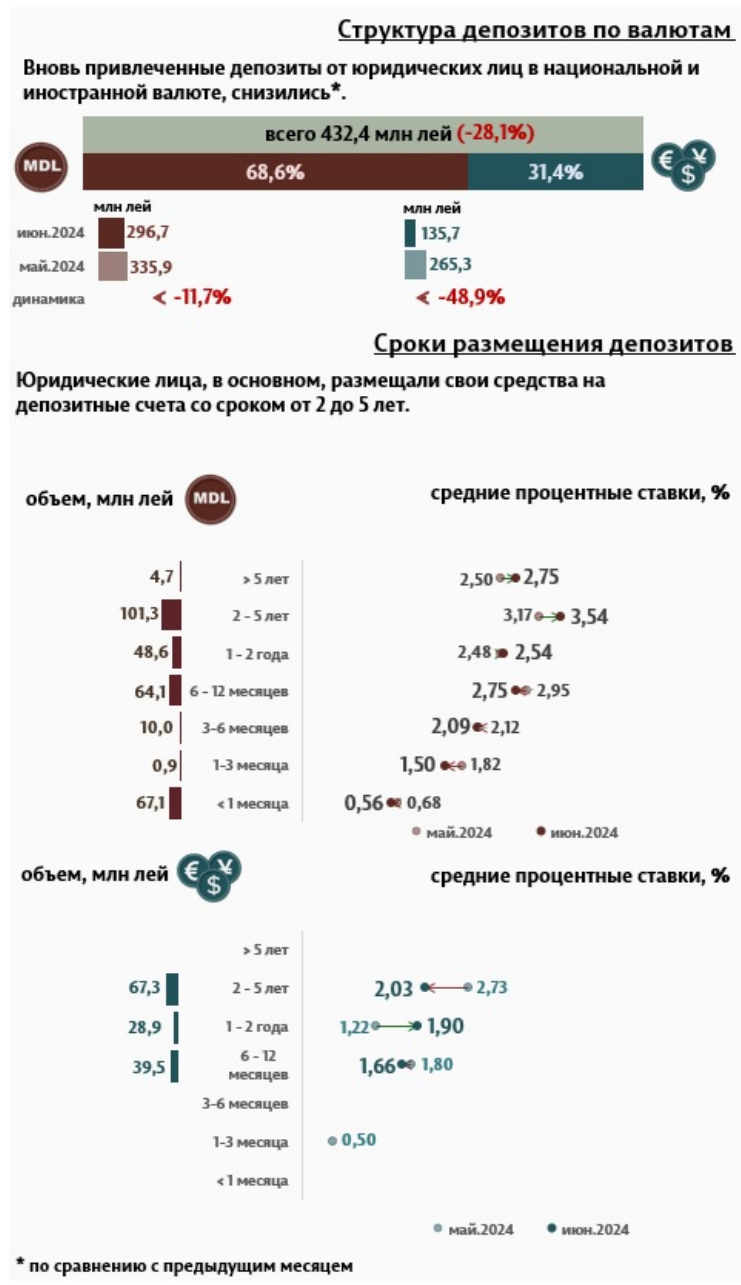 Структура депозитов по валютам
Вновь привлеченные депозиты от юридических лиц в национальной и
иностранной валюте, снизились*.
всего 432,4 млн лей (-28,1%)
MDL 68,6% 31,4% € ¥ $
млн лей млн лей
июн.2024 296,7 135,7
май.2024 335,9 265,3
динамика < -11,7% < -48,9%
Сроки размещения депозитов
Юридические лица, в основном, размещали свои средства на
депозитные счета со сроком от 2 до 5 лет.
объем, млн лей MDL средние процентные ставки, %
4,7 > 5 лет 2,50 2,75
101,3 2 - 5 лет 3,17 3,54
48,6 1 - 2 года 2,48 2,54
64,1 6 - 12 месяцев 2,75 2,95
10,0 3-6 месяцев 2,09 2,12
0,9 1-3 месяца 1,50 1,82
67,1 < 1 месяца 0,56 0,68
май.2024 июн.2024
объем, млн лей € ¥ $ средние процентные ставки, %
> 5 лет
67,3 2 - 5 лет 2,03 2,73
28,9 1 - 2 года 1,22 1,90
39,5 6 - 12
месяцев 1,66 1,80
3-6 месяцев
1-3 месяца 0,50
< 1 месяца
май.2024 июн.2024
* по сравнению с предыдущим месяцем